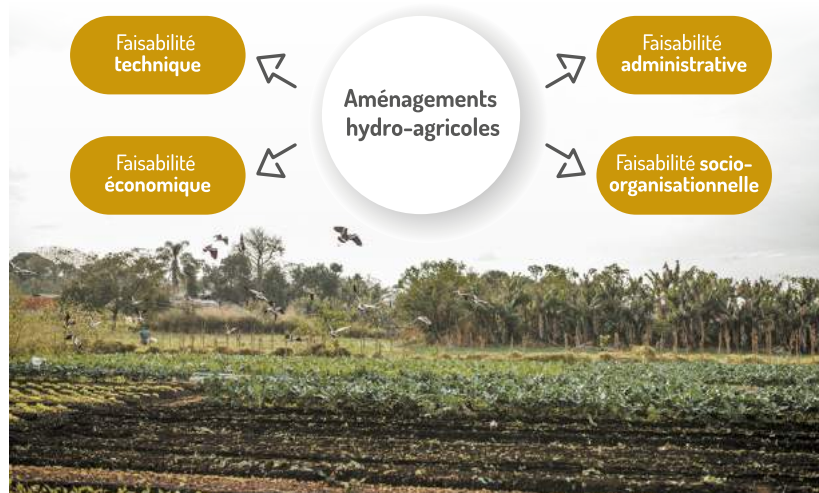 Faisabilité
technique
Faisabilité
administrative
Aménagements
hydro-agricoles
Faisabilité
économique
Faisabilité socio-
organisationnelle